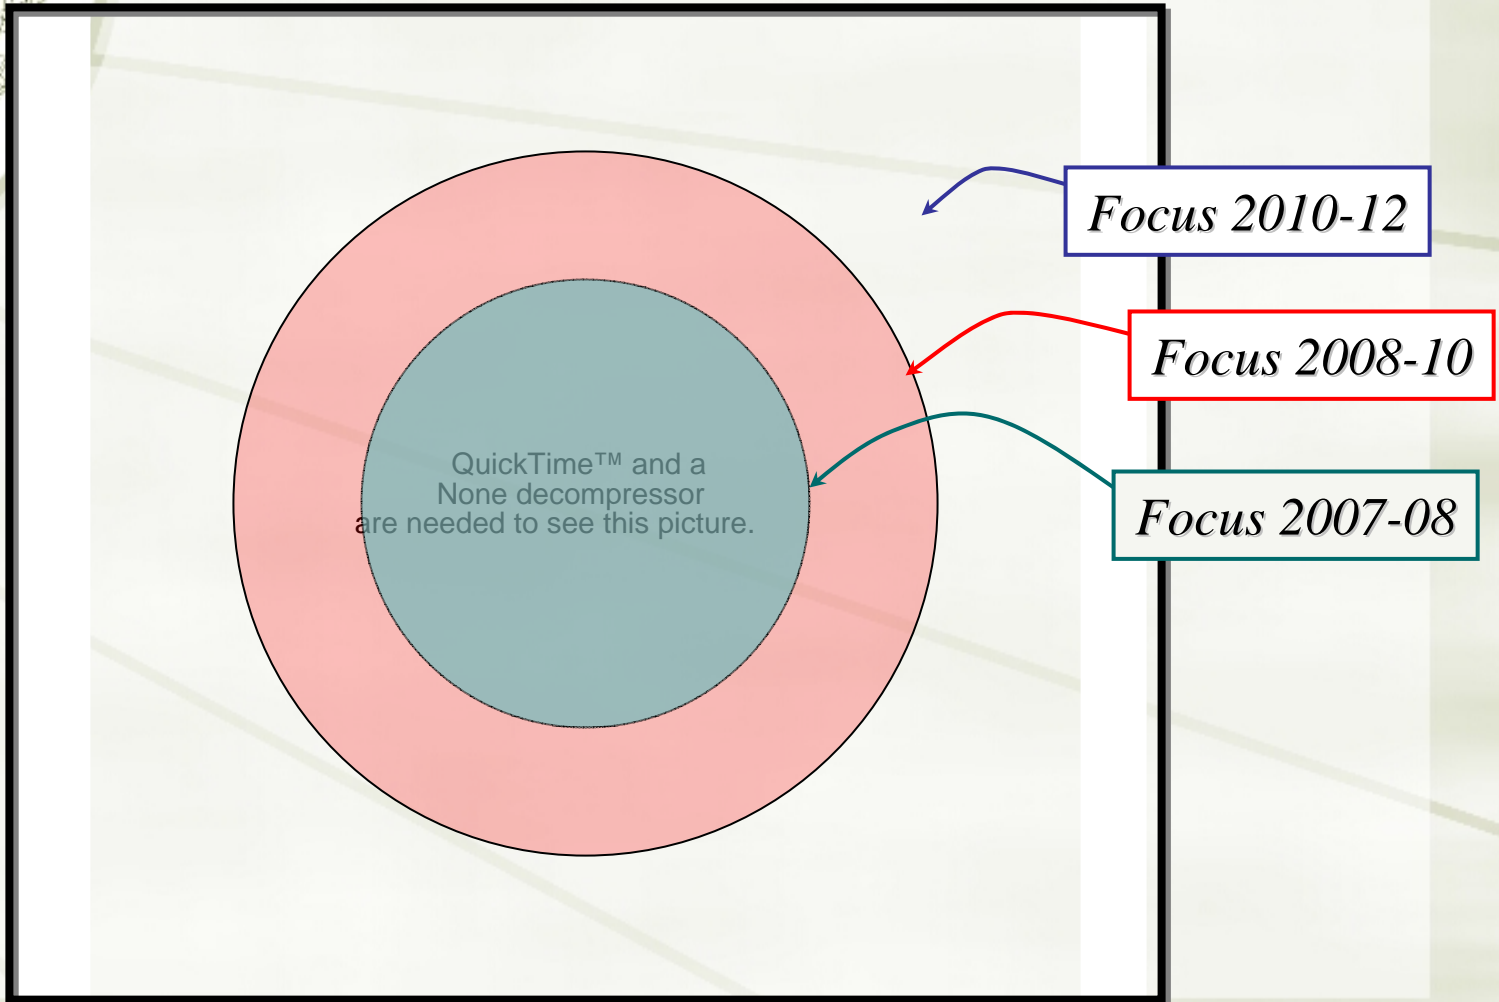 Focus 2010-12
Focus 2008-10
QuickTime™ and a
None decompressor
are needed to see this picture.
Focus 2007-08